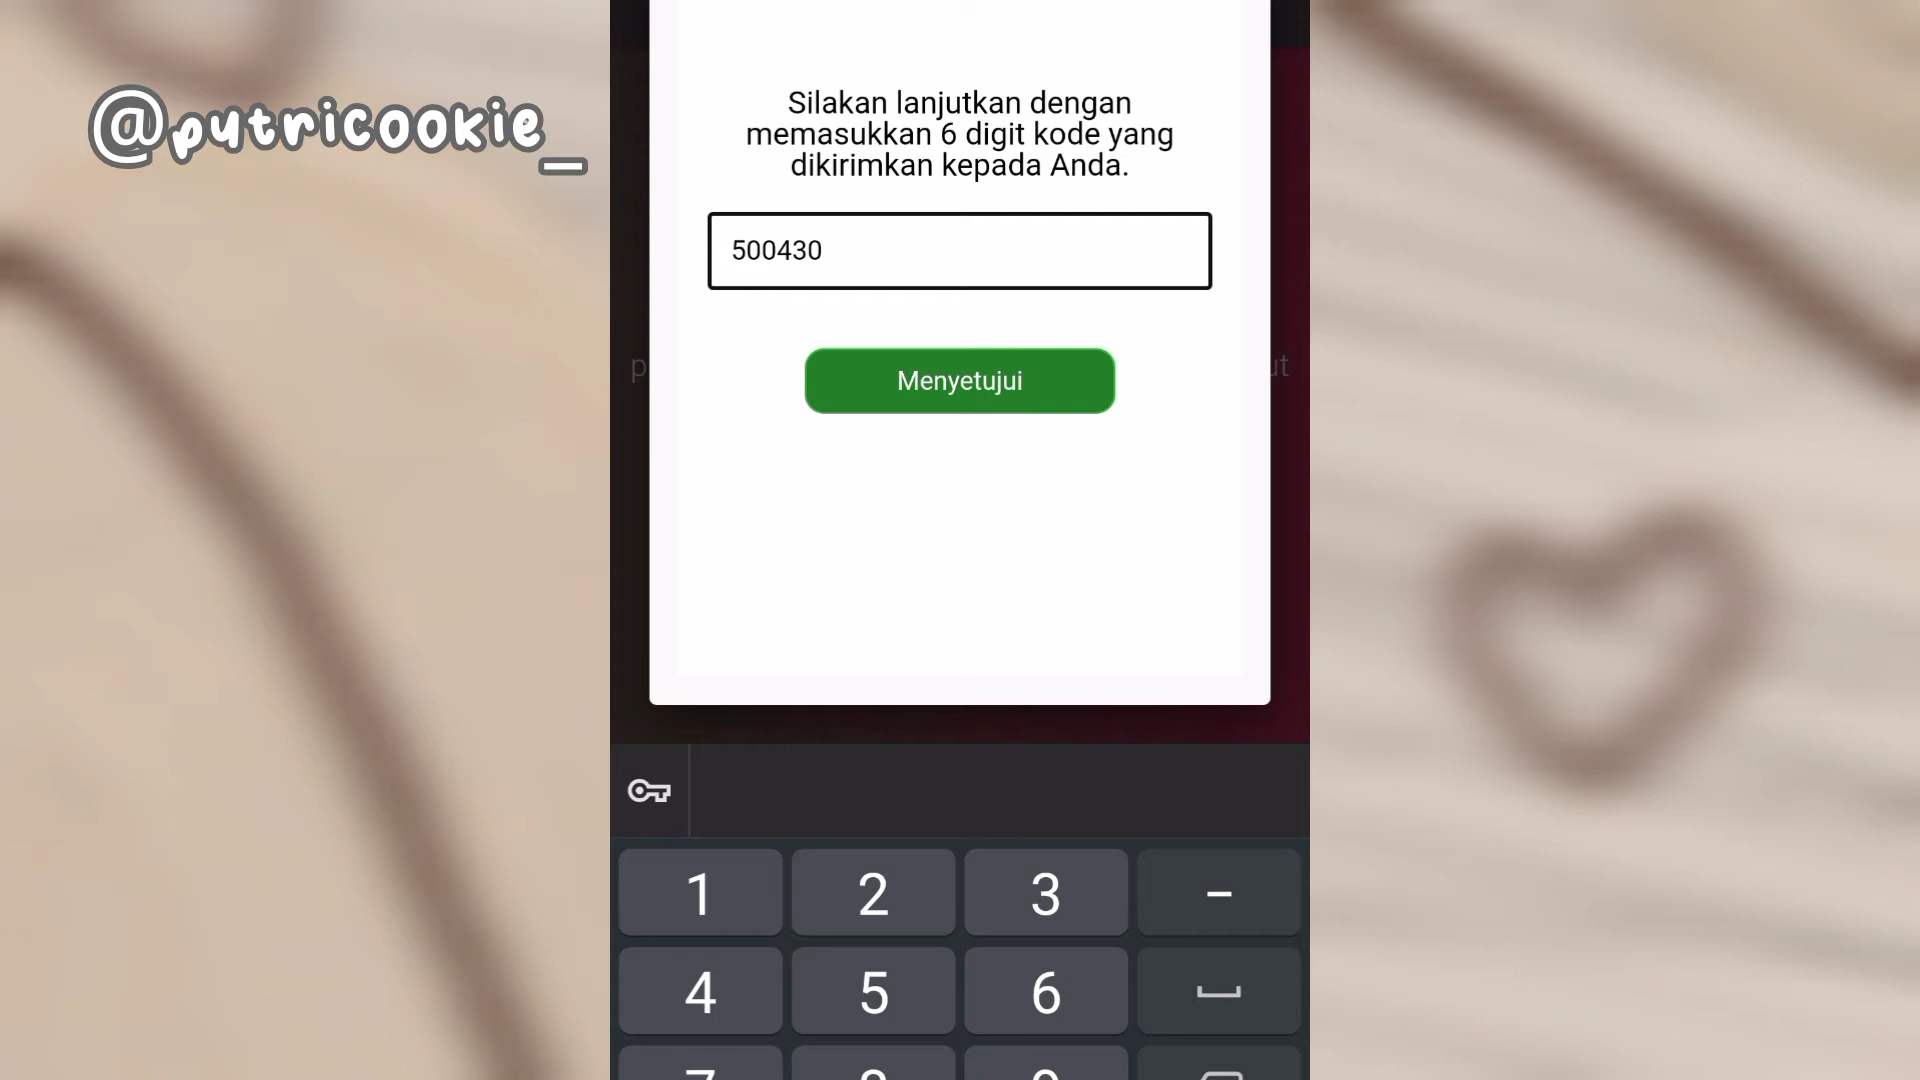 @putricookie_
Silakan lanjutkan dengan
memasukkan 6 digit kode yang
dikirimkan kepada Anda.
500430
Menyetujui
p
ut
1 2 3 –
4 5 6